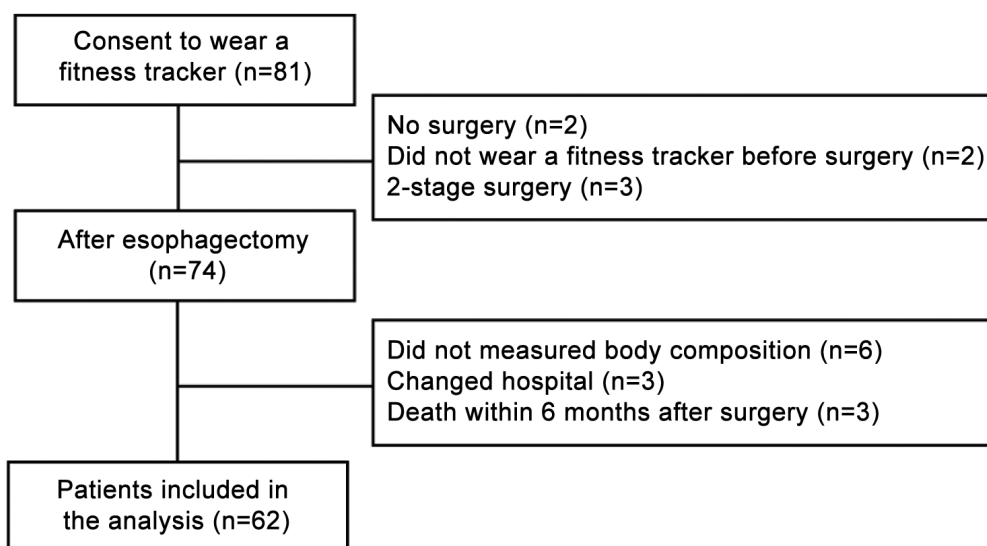 Consent to wear a
fitness tracker (n=81)
No surgery (n=2)
Did not wear a fitness tracker before surgery (n=2)
2-stage surgery (n=3)
After esophagectomy
(n=74)
Did not measured body composition (n=6)
Changed hospital (n=3)
Death within 6 months after surgery (n=3)
Patients included in
the analysis (n=62)